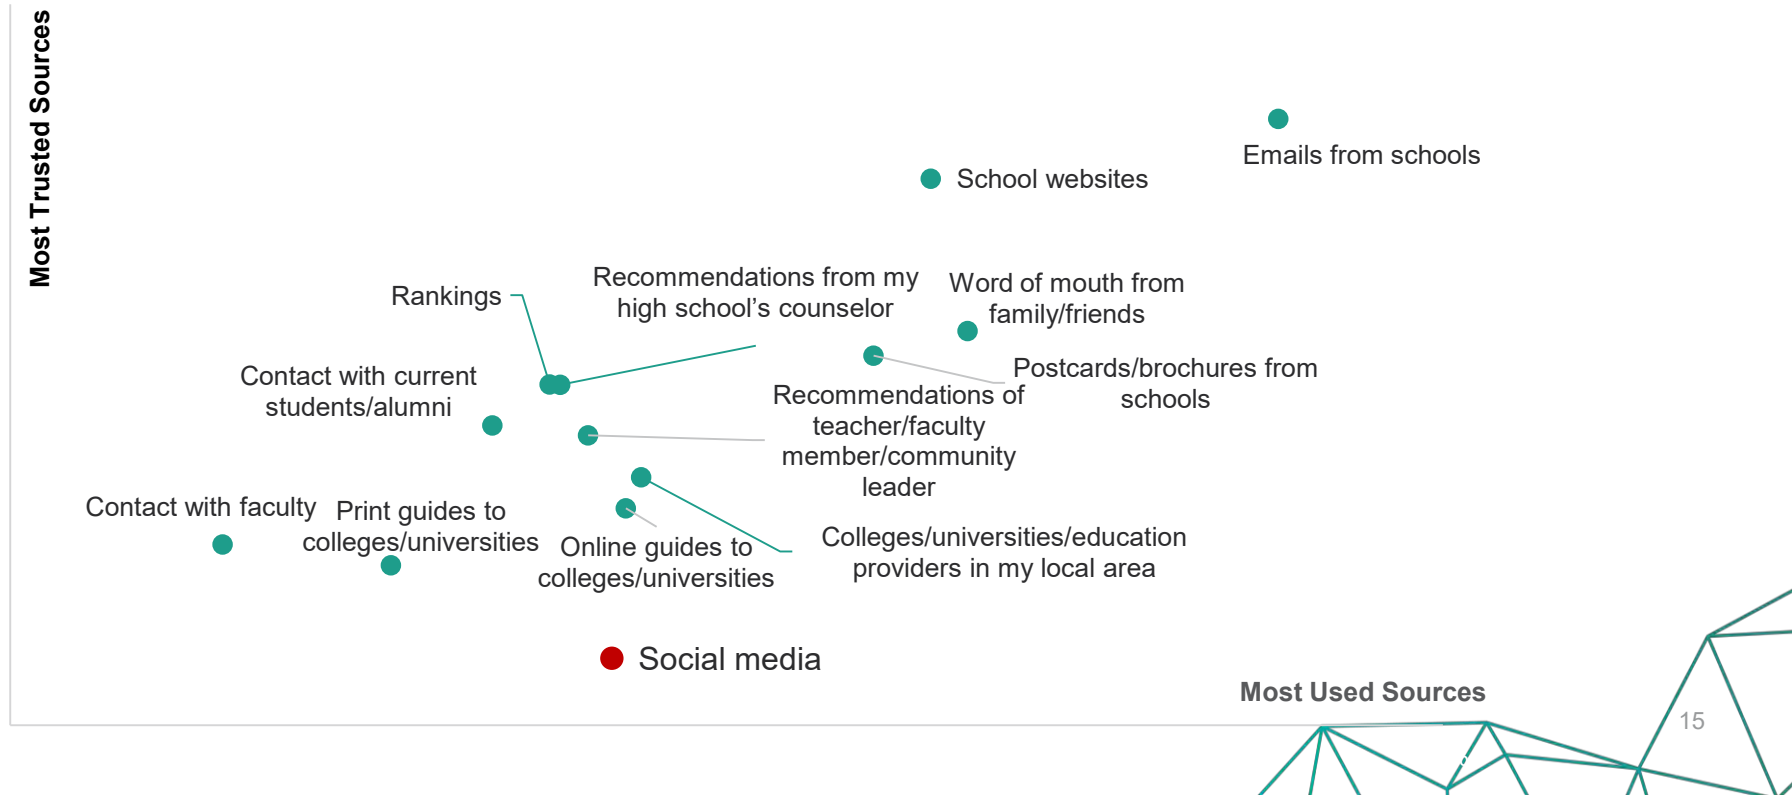 Most Trusted Sources
Emails from schools
School websites
Recommendations from my
high school’s counselor
Word of mouth from
family/friends
Rankings
Contact with current
students/alumni
Postcards/brochures from
schools
Recommendations of
teacher/faculty
member/community
leader
Contact with faculty
Print guides to
colleges/universities
Online guides to
colleges/universities
Colleges/universities/education
providers in my local area
Social media
Most Used Sources
15